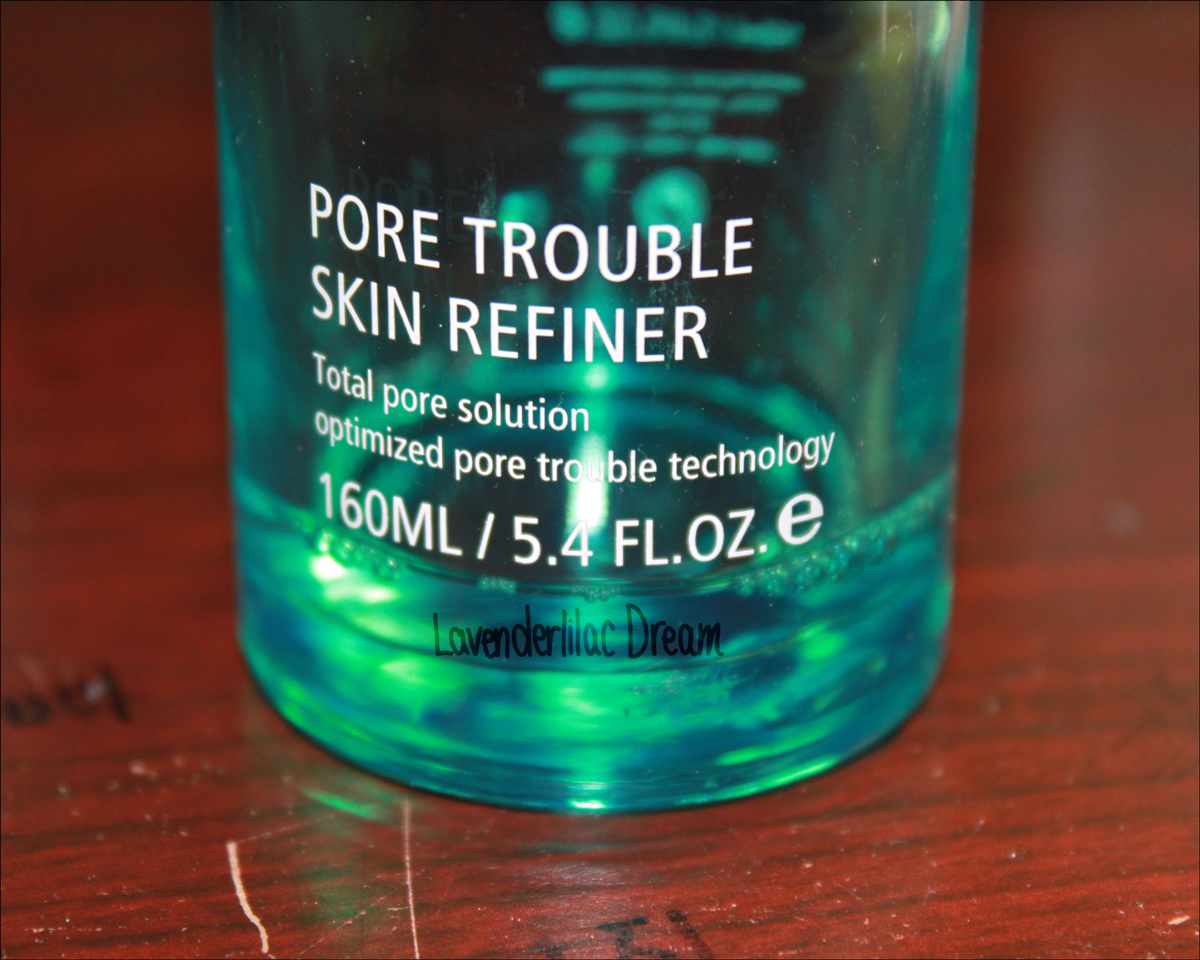 PORE TROUBLE
SKIN REFINER
Total pore solution
optimized pore trouble technology
160ML / 5.4 FL.OZ. e
Lavenderlilac Dream